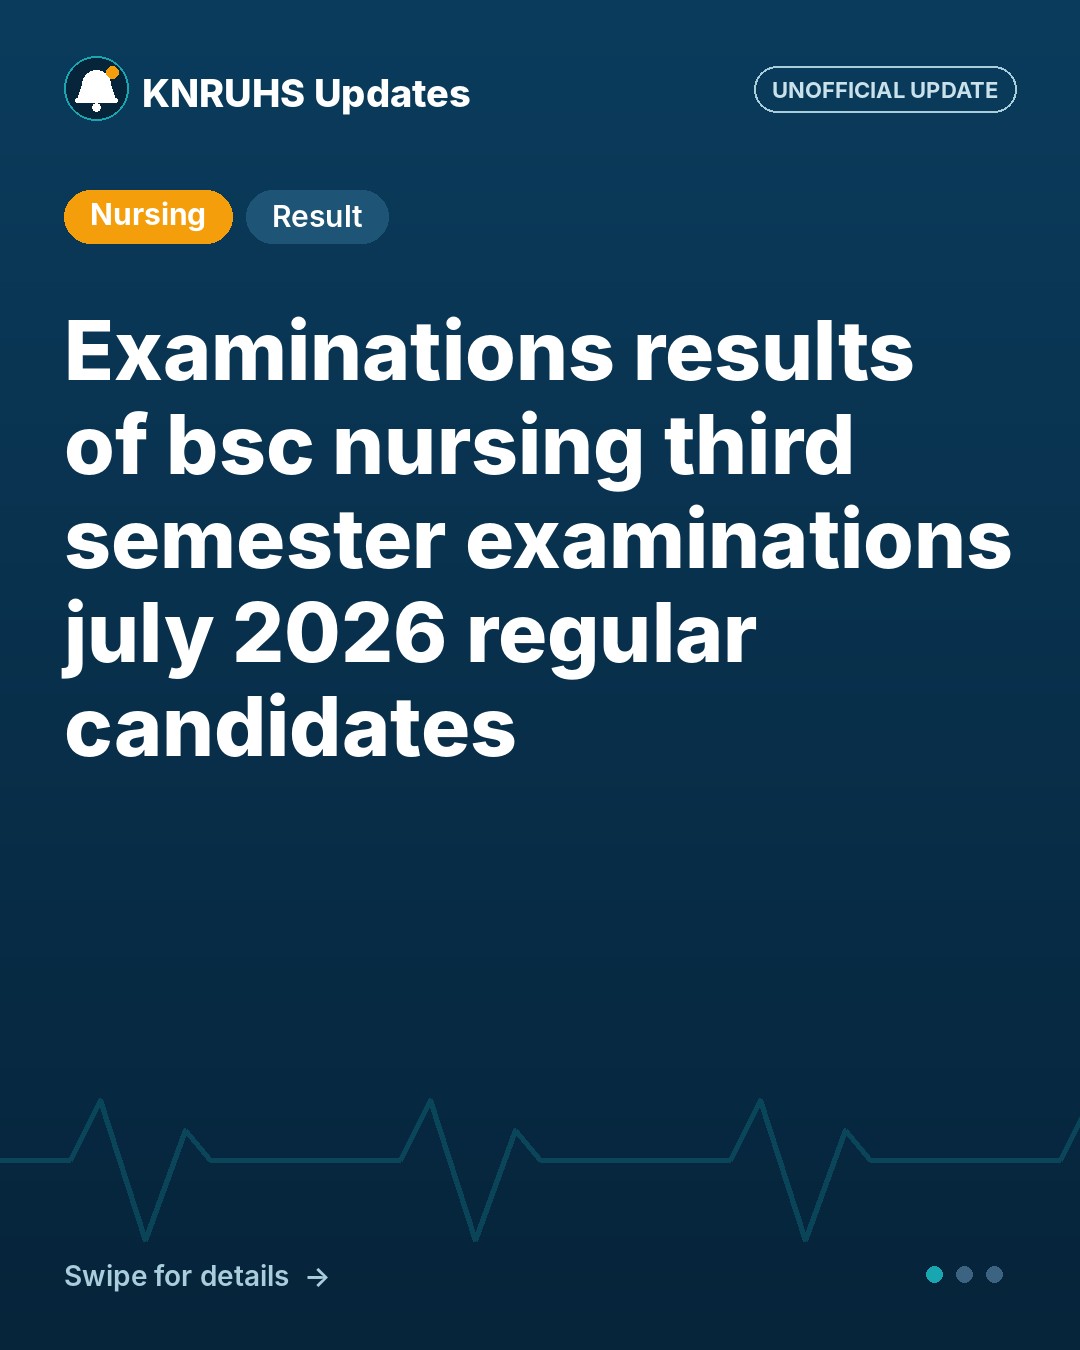 KNRUHS Updates
UNOFFICIAL UPDATE
Nursing
Result
Examinations results
of bsc nursing third
semester examinations
july 2026 regular
candidates
Swipe for details →